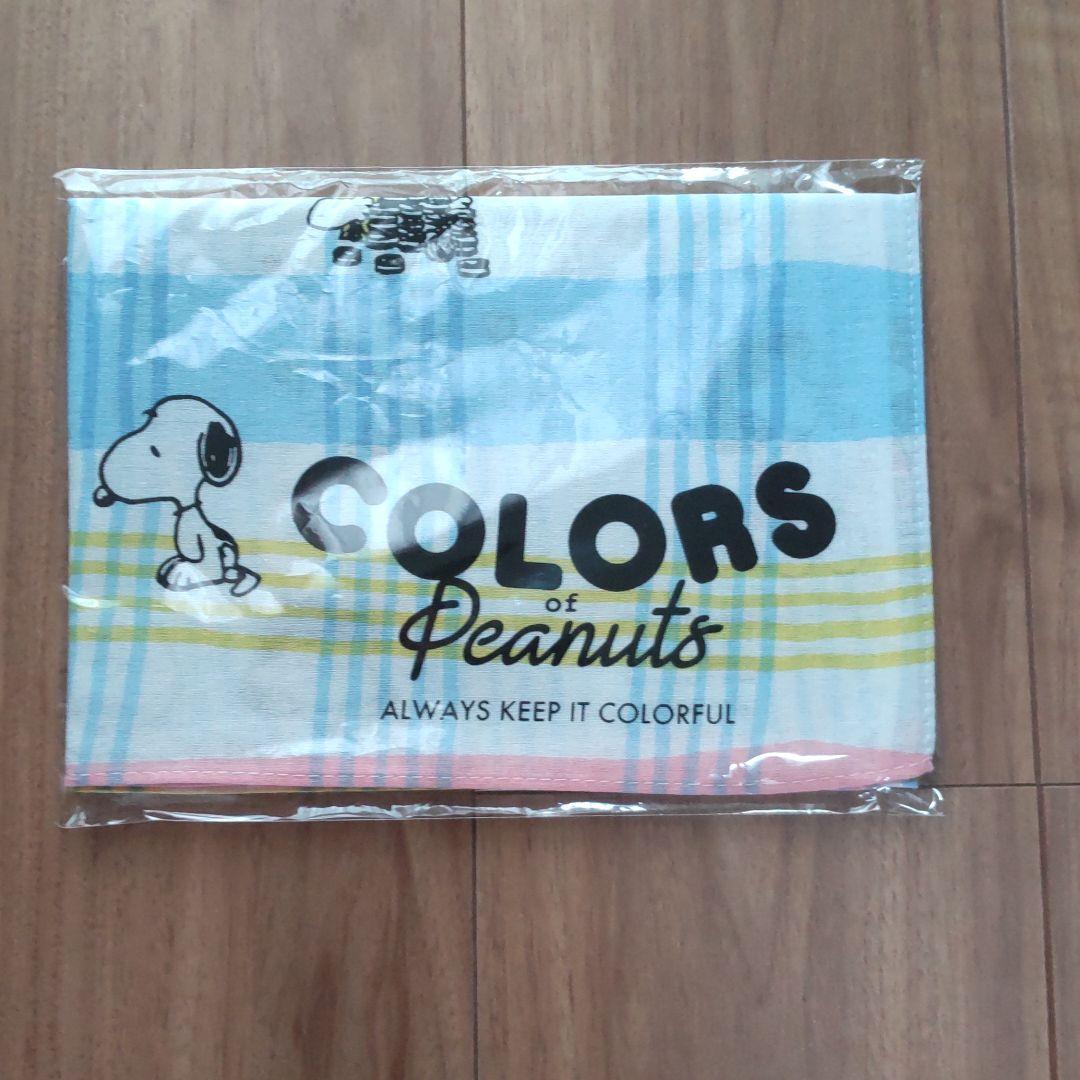 COLORS
of
Peanuts
ALWAYS KEEP IT COLORFUL